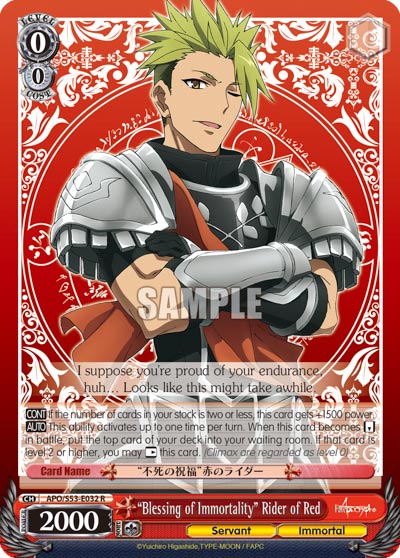 LEVEL
0
0
COST
SAMPLE
I suppose you're proud of your endurance,
huh… Looks like this might take awhile.
CONT If the number of cards in your stock is two or less, this card gets +1500 power.
AUTO This ability activates up to one time per turn. When this card becomes
in battle, put the top card of your deck into your waiting room. If that card is
level 2 or higher, you may this card. (Climax are regarded as level 0)
Card Name
“不死の祝福”赤のライダー
CH APO/S53-E032 R
POWER
2000
“Blessing of Immortality” Rider of Red
Fate/Apocrypha
Servant
Immortal
©Yuichiro Higashide,TYPE-MOON / FAPC